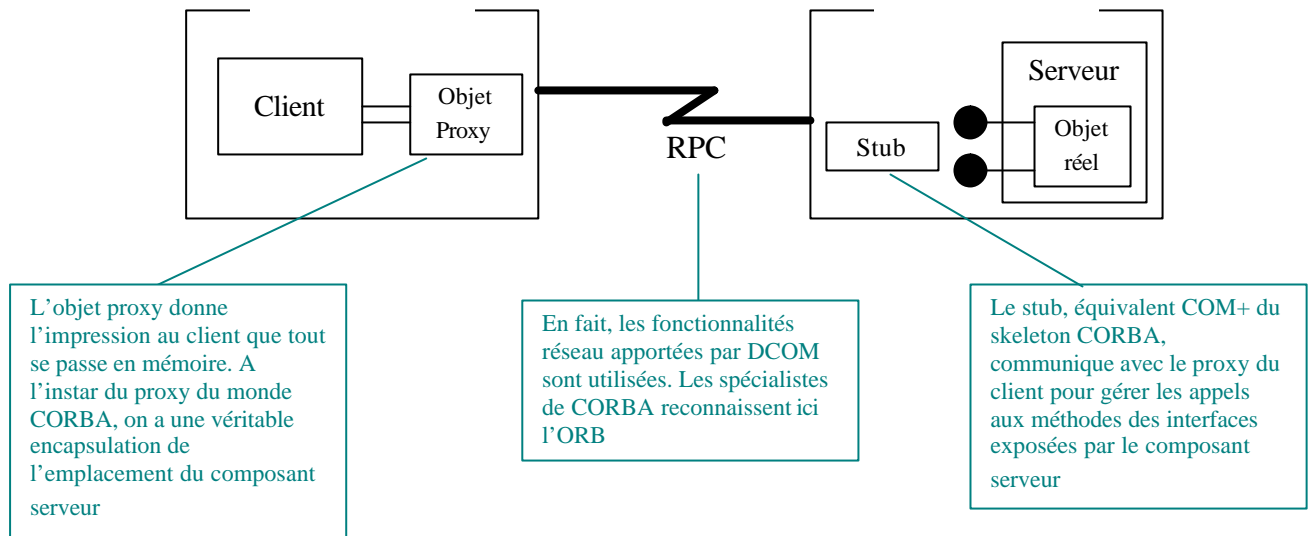 Client
Objet
Proxy
RPC
Stub
Serveur
Objet
réel
L’objet proxy donne
l’impression au client que tout
se passe en mémoire. A
l’instar du proxy du monde
CORBA, on a une véritable
encapsulation de
l’emplacement du composant
serveur
En fait, les fonctionnalités
réseau apportées par DCOM
sont utilisées. Les spécialistes
de CORBA reconnaissent ici
l’ORB
Le stub, équivalent COM+ du
skeleton CORBA,
communique avec le proxy du
client pour gérer les appels
aux méthodes des interfaces
exposées par le composant
serveur